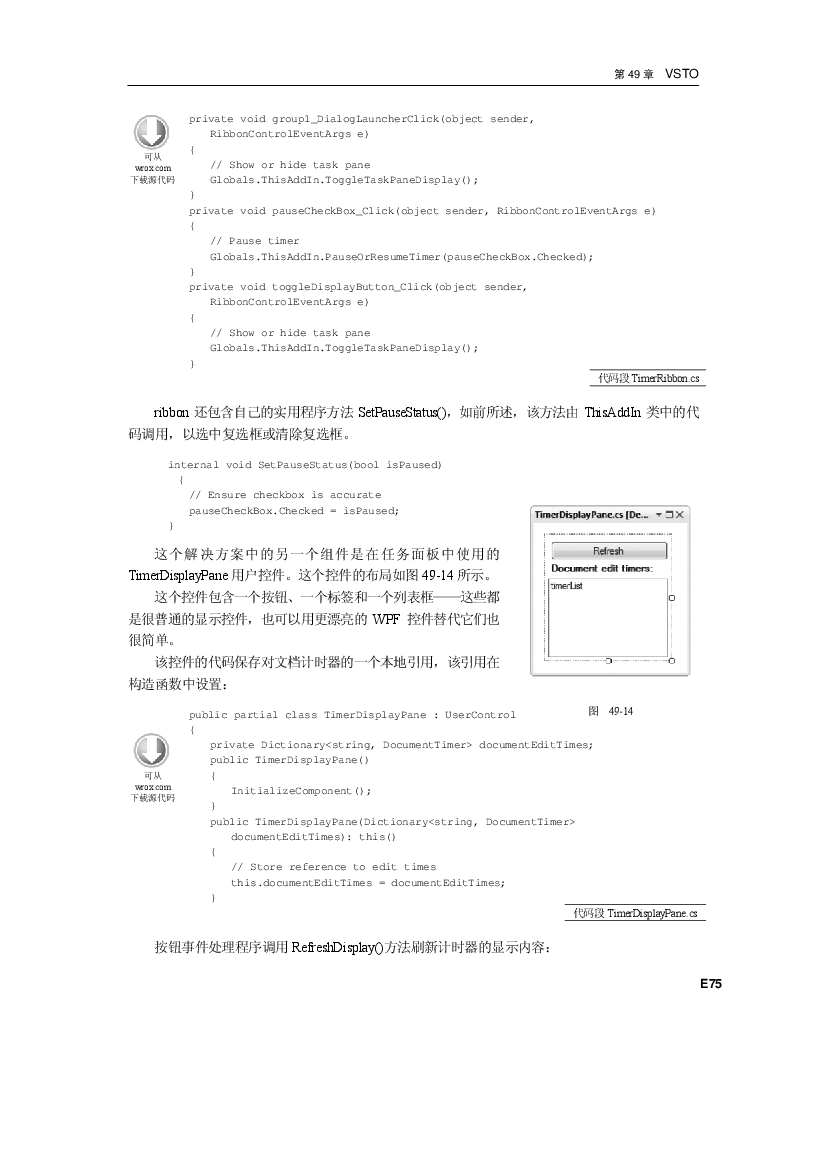 第 49 章 VSTO
可从
wrox.com
下载源代码
private void group1_DialogLauncherClick(object sender,
RibbonControlEventArgs e)
{
// Show or hide task pane
Globals.ThisAddIn.ToggleTaskPaneDisplay();
}
private void pauseCheckBox_Click(object sender, RibbonControlEventArgs e)
{
// Pause timer
Globals.ThisAddIn.PauseOrResumeTimer(pauseCheckBox.Checked);
}
private void toggleDisplayButton_Click(object sender,
RibbonControlEventArgs e)
{
// Show or hide task pane
Globals.ThisAddIn.ToggleTaskPaneDisplay();
}
代码段 TimerRibbon.cs
ribbon 还包含自己的实用程序方法 SetPauseStatus()，如前所述，该方法由 ThisAddIn 类中的代
码调用，以选中复选框或清除复选框。
internal void SetPauseStatus(bool isPaused)
{
// Ensure checkbox is accurate
pauseCheckBox.Checked = isPaused;
}
这个解决方案中的另一个组件是在任务面板中使用的
TimerDisplayPane 用户控件。这个控件的布局如图 49-14 所示。
这个控件包含一个按钮、一个标签和一个列表框——这些都
是很普通的显示控件，也可以用更漂亮的 WPF 控件替代它们也
很简单。
该控件的代码保存对文档计时器的一个本地引用，该引用在
构造函数中设置：
TimerDisplayPane.cs [De...
Refresh
Document edit timers:
timerList
图 49-14
可从
wrox.com
下载源代码
public partial class TimerDisplayPane : UserControl
{
private Dictionary<string, DocumentTimer> documentEditTimes;
public TimerDisplayPane()
{
InitializeComponent();
}
public TimerDisplayPane(Dictionary<string, DocumentTimer>
documentEditTimes): this()
{
// Store reference to edit times
this.documentEditTimes = documentEditTimes;
}
代码段 TimerDisplayPane.cs
按钮事件处理程序调用 RefreshDisplay()方法刷新计时器的显示内容：
E75